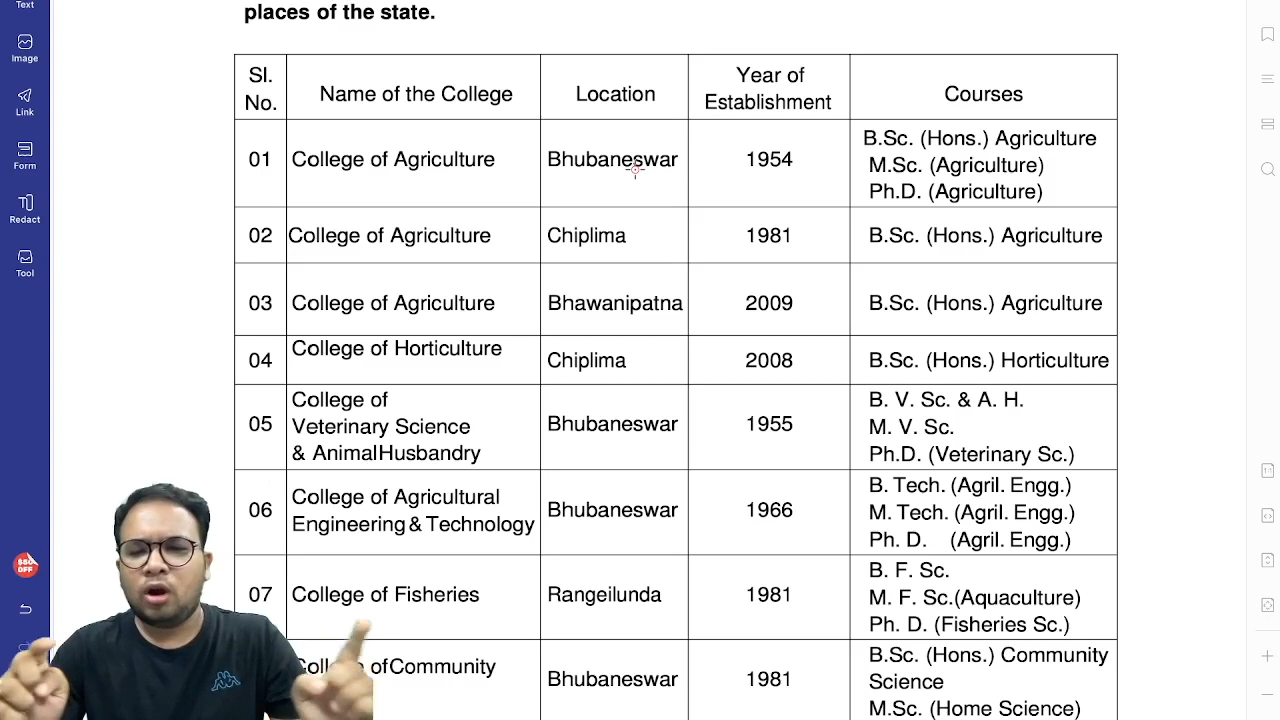 Text
places of the state.
Image
Link
Form
Redact
Tool
$80
OFF
Sl.
No.
Name of the College
Location
Year of
Establishment
Courses
01
College of Agriculture
Bhubaneswar
1954
B.Sc. (Hons.) Agriculture
M.Sc. (Agriculture)
Ph.D. (Agriculture)
02
College of Agriculture
Chiplima
1981
B.Sc. (Hons.) Agriculture
03
College of Agriculture
Bhawanipatna
2009
B.Sc. (Hons.) Agriculture
04
College of Horticulture
Chiplima
2008
B.Sc. (Hons.) Horticulture
05
College of
Veterinary Science
& AnimalHusbandry
Bhubaneswar
1955
B. V. Sc. & A. H.
M. V. Sc.
Ph.D. (Veterinary Sc.)
06
College of Agricultural
Engineering & Technology
Bhubaneswar
1966
B. Tech. (Agril. Engg.)
M. Tech. (Agril. Engg.)
Ph. D. (Agril. Engg.)
07
College of Fisheries
Rangeilunda
1981
B. F. Sc.
M. F. Sc.(Aquaculture)
Ph. D. (Fisheries Sc.)
College ofCommunity
Bhubaneswar
1981
B.Sc. (Hons.) Community
Science
M.Sc. (Home Science)